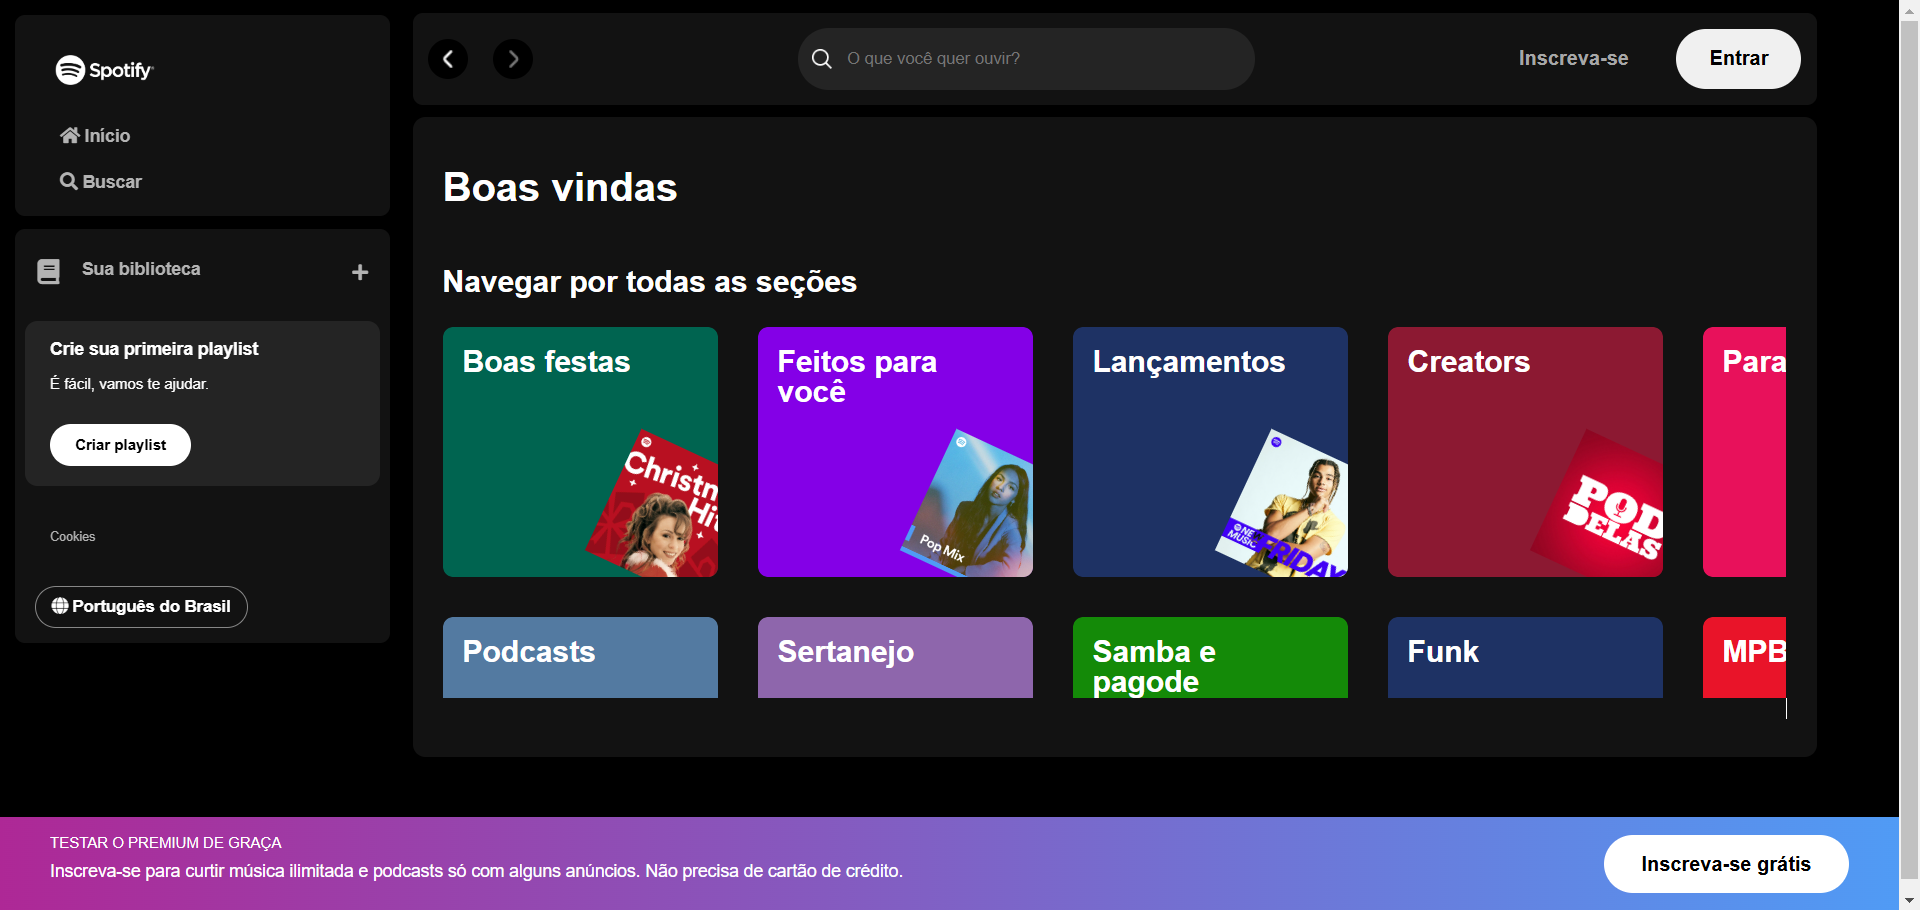 Spotify
Início
Buscar
Sua biblioteca
Crie sua primeira playlist
É fácil, vamos te ajudar.
Criar playlist
Cookies
Português do Brasil
O que você quer ouvir?
Inscreva-se
Entrar
Boas vindas
Navegar por todas as seções
Boas festas
Christm
Hi
Feitos para
você
Pop Mix
Lançamentos
NEW
MUSIC
FRIDAY
Creators
POD
DELAS
Para
Podcasts
Sertanejo
Samba e
pagode
Funk
MPB
TESTAR O PREMIUM DE GRAÇA
Inscreva-se para curtir música ilimitada e podcasts só com alguns anúncios. Não precisa de cartão de crédito.
Inscreva-se grátis